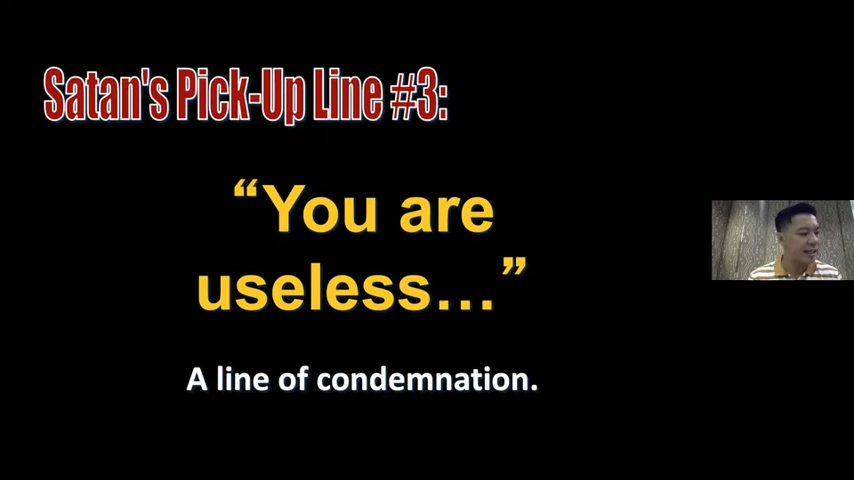 Satan's Pick-Up Line #3:
“You are
useless…”
A line of condemnation.